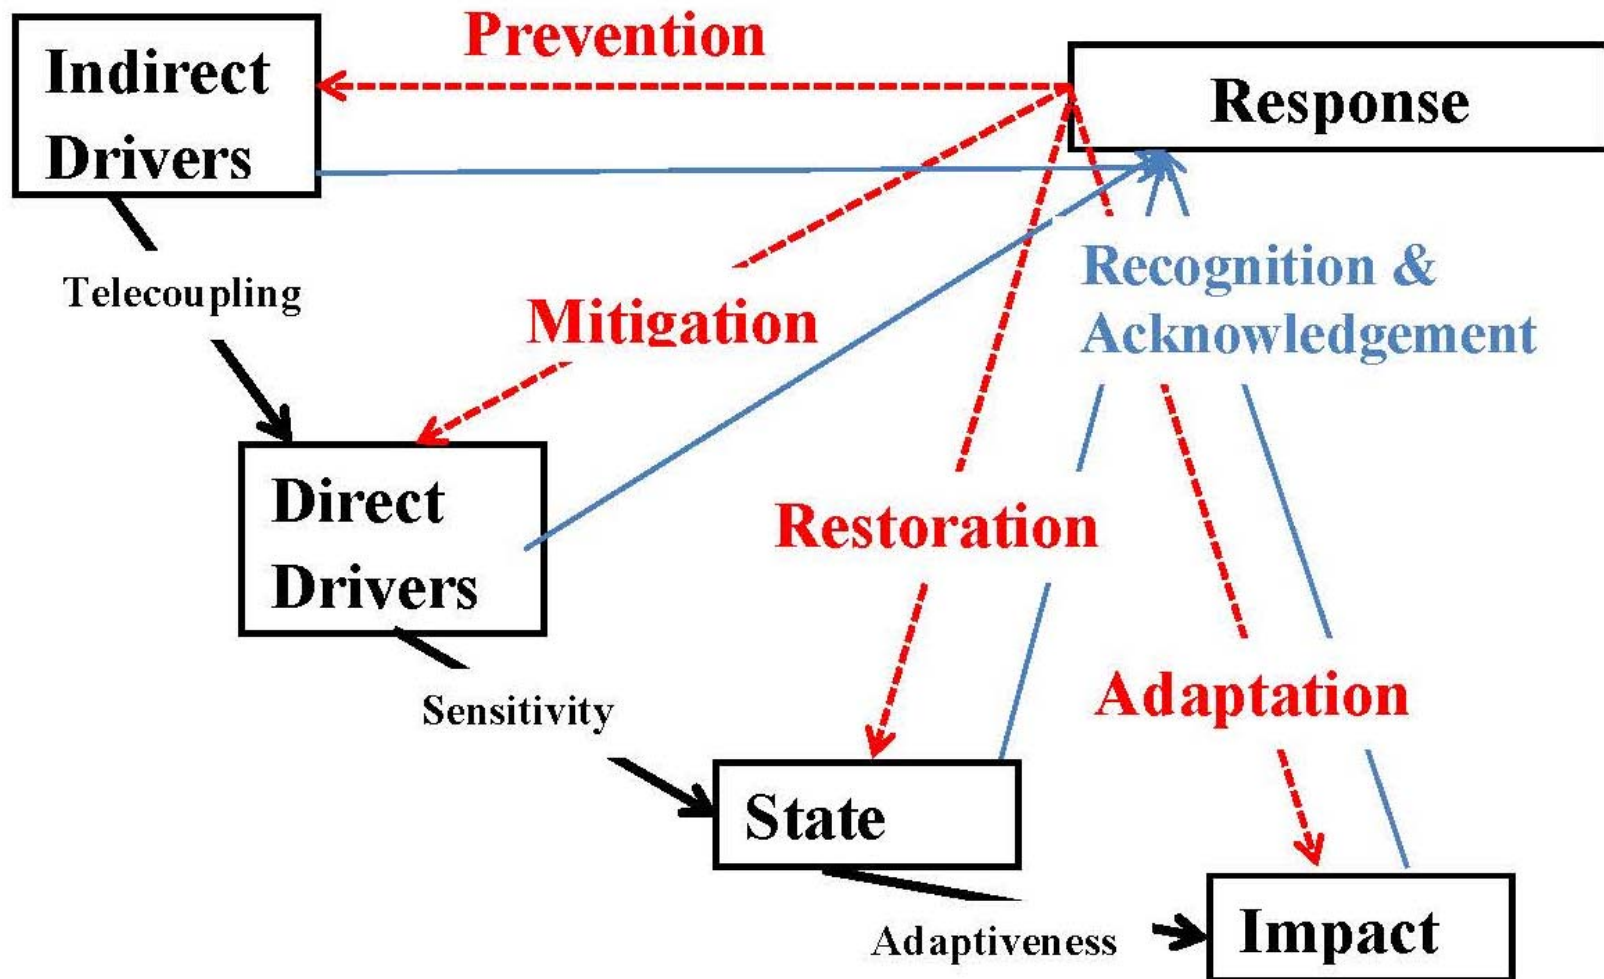 Prevention
Indirect
Drivers
Response
Telecoupling
Mitigation
Recognition &
Acknowledgement
Direct
Drivers
Restoration
Sensitivity
Adaptation
State
Adaptiveness
Impact